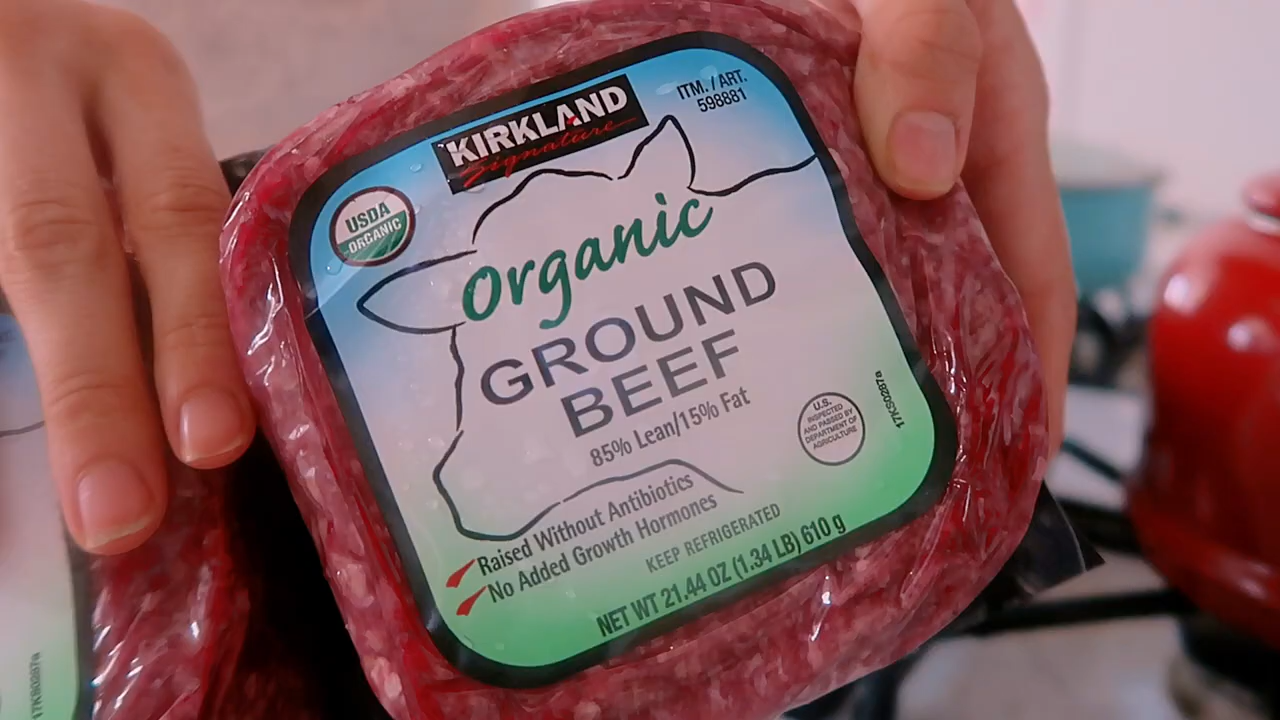 KIRKLAND
Signature
ITM. / ART.
598881
USDA
ORGANIC
Organic
GROUND
BEEF
85% Lean/15% Fat
U.S.
INSPECTED
AND PASSED BY
DEPARTMENT OF
AGRICULTURE
17KS0287a
Raised Without Antibiotics
No Added Growth Hormones
KEEP REFRIGERATED
NET WT 21.44 OZ (1.34 LB) 610 g
17KS0287a